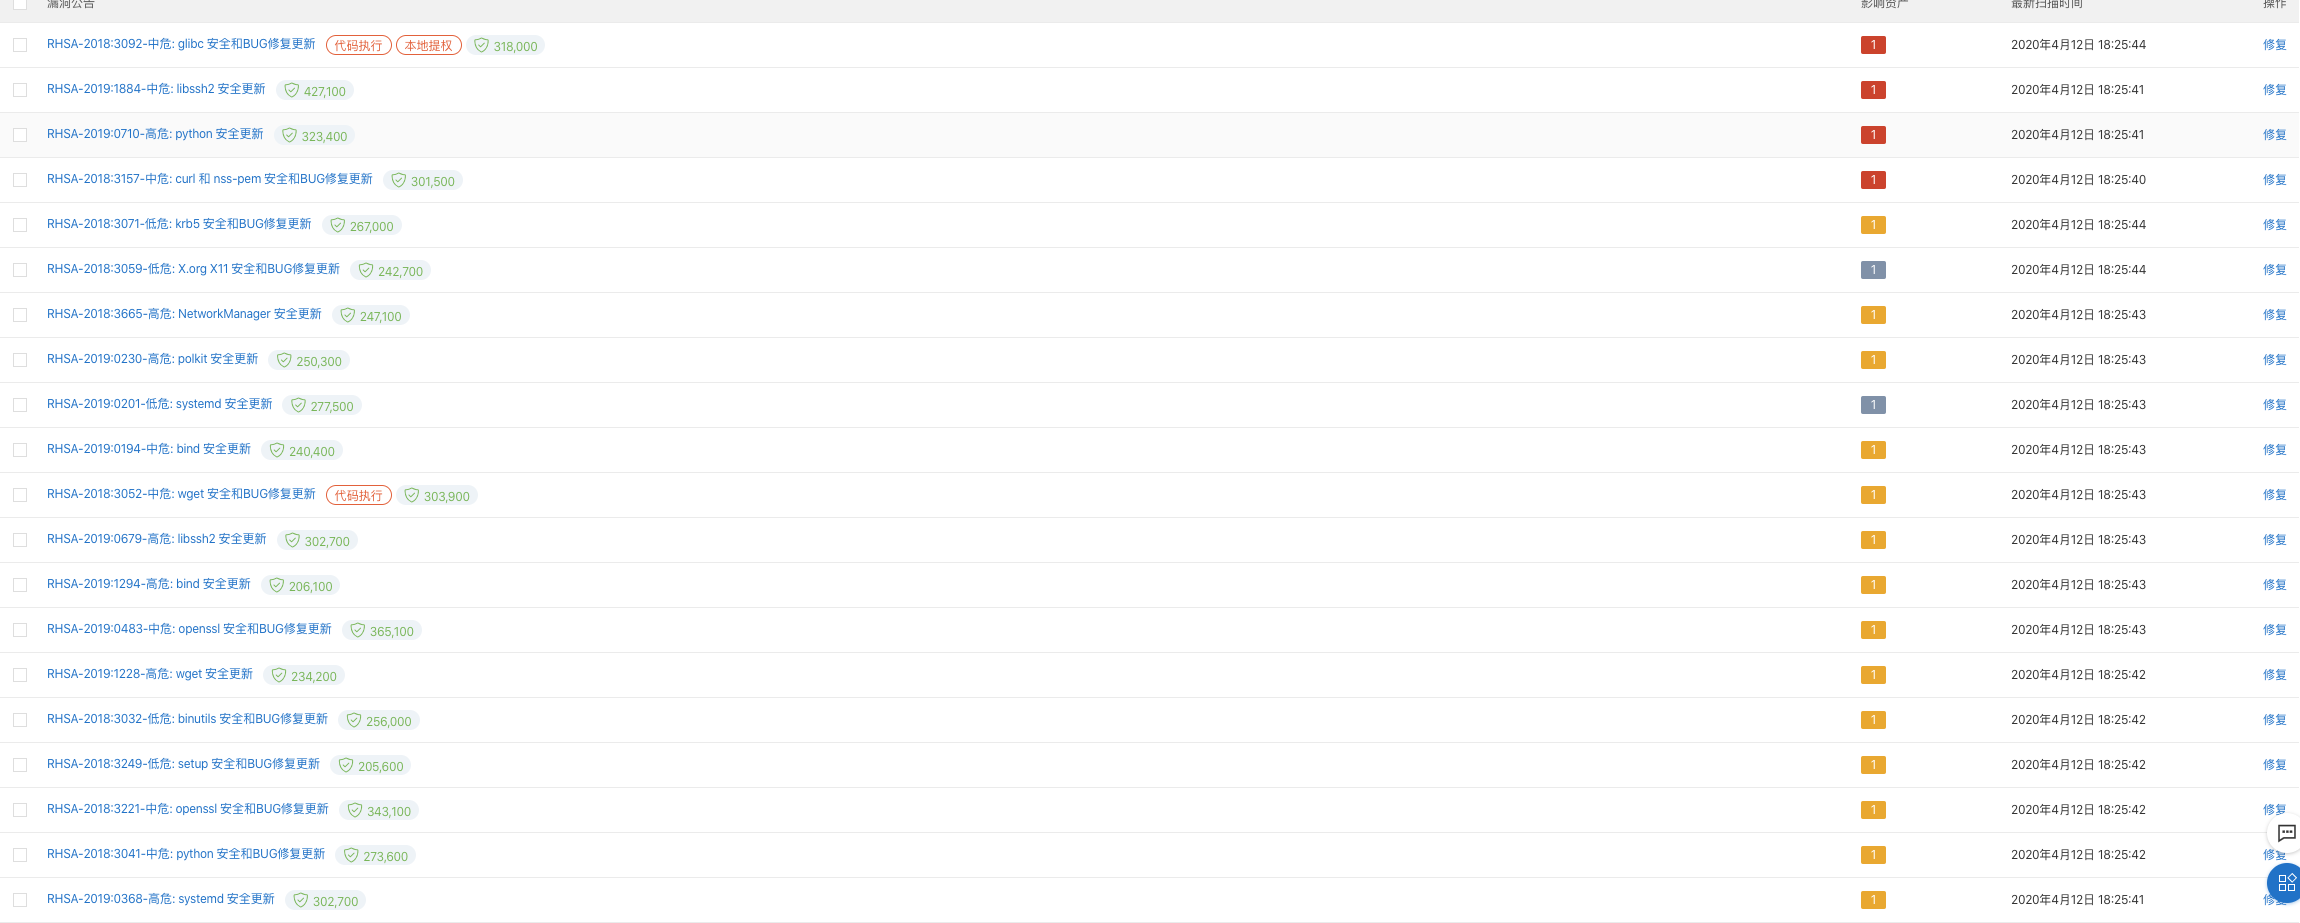 漏洞公告 影响资产 最新扫描时间 操作
RHSA-2018:3092-中危: glibc 安全和BUG修复更新 代码执行 本地提权 318,000 1 2020年4月12日 18:25:44 修复
RHSA-2019:1884-中危: libssh2 安全更新 427,100 1 2020年4月12日 18:25:41 修复
RHSA-2019:0710-高危: python 安全更新 323,400 1 2020年4月12日 18:25:41 修复
RHSA-2018:3157-中危: curl 和 nss-pem 安全和BUG修复更新 301,500 1 2020年4月12日 18:25:40 修复
RHSA-2018:3071-低危: krb5 安全和BUG修复更新 267,000 1 2020年4月12日 18:25:44 修复
RHSA-2018:3059-低危: X.org X11 安全和BUG修复更新 242,700 1 2020年4月12日 18:25:44 修复
RHSA-2018:3665-高危: NetworkManager 安全更新 247,100 1 2020年4月12日 18:25:43 修复
RHSA-2019:0230-高危: polkit 安全更新 250,300 1 2020年4月12日 18:25:43 修复
RHSA-2019:0201-低危: systemd 安全更新 277,500 1 2020年4月12日 18:25:43 修复
RHSA-2019:0194-中危: bind 安全更新 240,400 1 2020年4月12日 18:25:43 修复
RHSA-2018:3052-中危: wget 安全和BUG修复更新 代码执行 303,900 1 2020年4月12日 18:25:43 修复
RHSA-2019:0679-高危: libssh2 安全更新 302,700 1 2020年4月12日 18:25:43 修复
RHSA-2019:1294-高危: bind 安全更新 206,100 1 2020年4月12日 18:25:43 修复
RHSA-2019:0483-中危: openssl 安全和BUG修复更新 365,100 1 2020年4月12日 18:25:43 修复
RHSA-2019:1228-高危: wget 安全更新 234,200 1 2020年4月12日 18:25:42 修复
RHSA-2018:3032-低危: binutils 安全和BUG修复更新 256,000 1 2020年4月12日 18:25:42 修复
RHSA-2018:3249-低危: setup 安全和BUG修复更新 205,600 1 2020年4月12日 18:25:42 修复
RHSA-2018:3221-中危: openssl 安全和BUG修复更新 343,100 1 2020年4月12日 18:25:42 修复
RHSA-2018:3041-中危: python 安全和BUG修复更新 273,600 1 2020年4月12日 18:25:42 修复
RHSA-2019:0368-高危: systemd 安全更新 302,700 1 2020年4月12日 18:25:41 修复